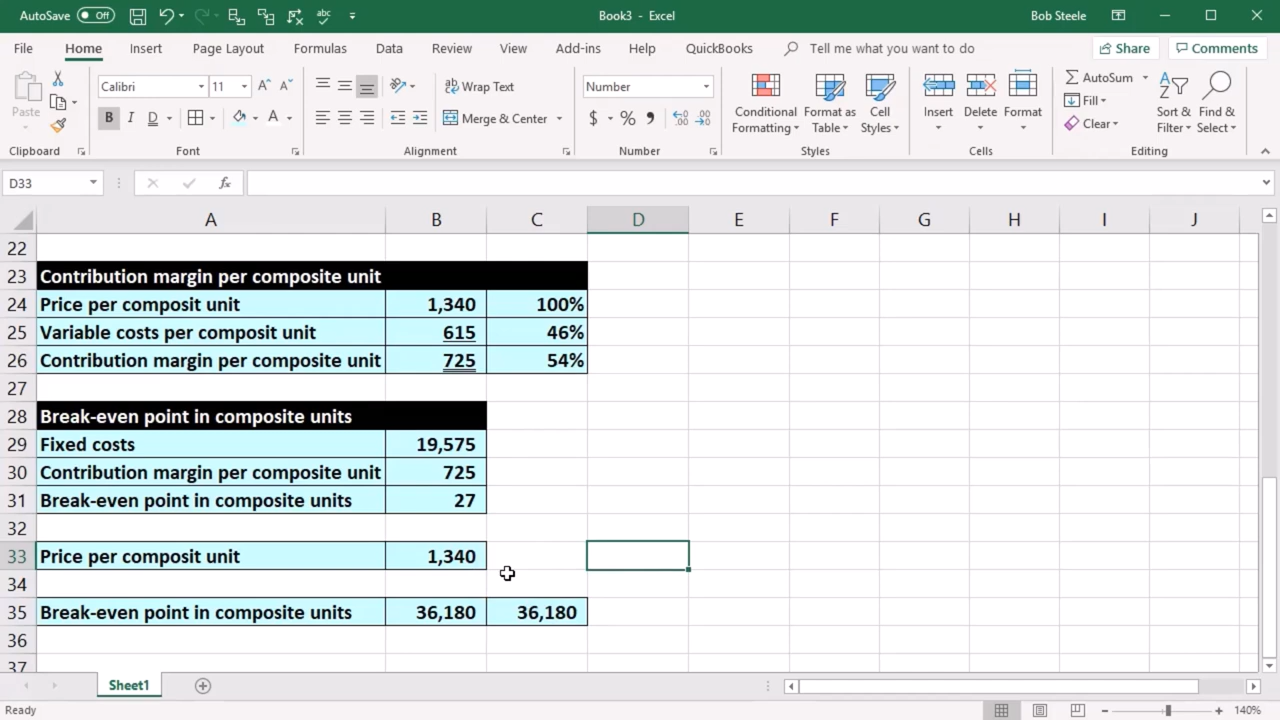 AutoSave Off Book3 - Excel Bob Steele
File Home Insert Page Layout Formulas Data Review View Add-ins Help QuickBooks Tell me what you want to do Share Comments
Paste Calibri 11 Wrap Text Number Conditional Formatting Format as Table Cell Styles Insert Delete Format AutoSum Sort & Filter Find & Select
B I D A Merge & Center $ % Fill
Clear
Clipboard Font Alignment Number Styles Cells Editing
D33 fx
A B C D E F G H I J
22
23 Contribution margin per composite unit
24 Price per composit unit 1,340 100%
25 Variable costs per composit unit 615 46%
26 Contribution margin per composite unit 725 54%
27
28 Break-even point in composite units
29 Fixed costs 19,575
30 Contribution margin per composite unit 725
31 Break-even point in composite units 27
32
33 Price per composit unit 1,340
34
35 Break-even point in composite units 36,180 36,180
36
37
Sheet1
Ready 140%